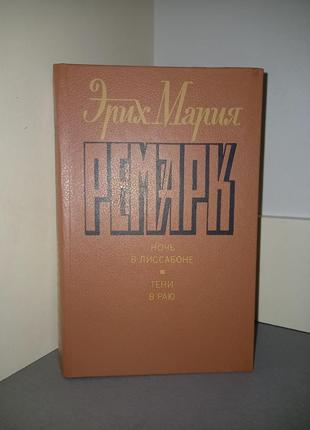 Эрих Мария
РЕМАРК
НОЧЬ
В ЛИССАБОНЕ
ТЕНИ
В РАЮ